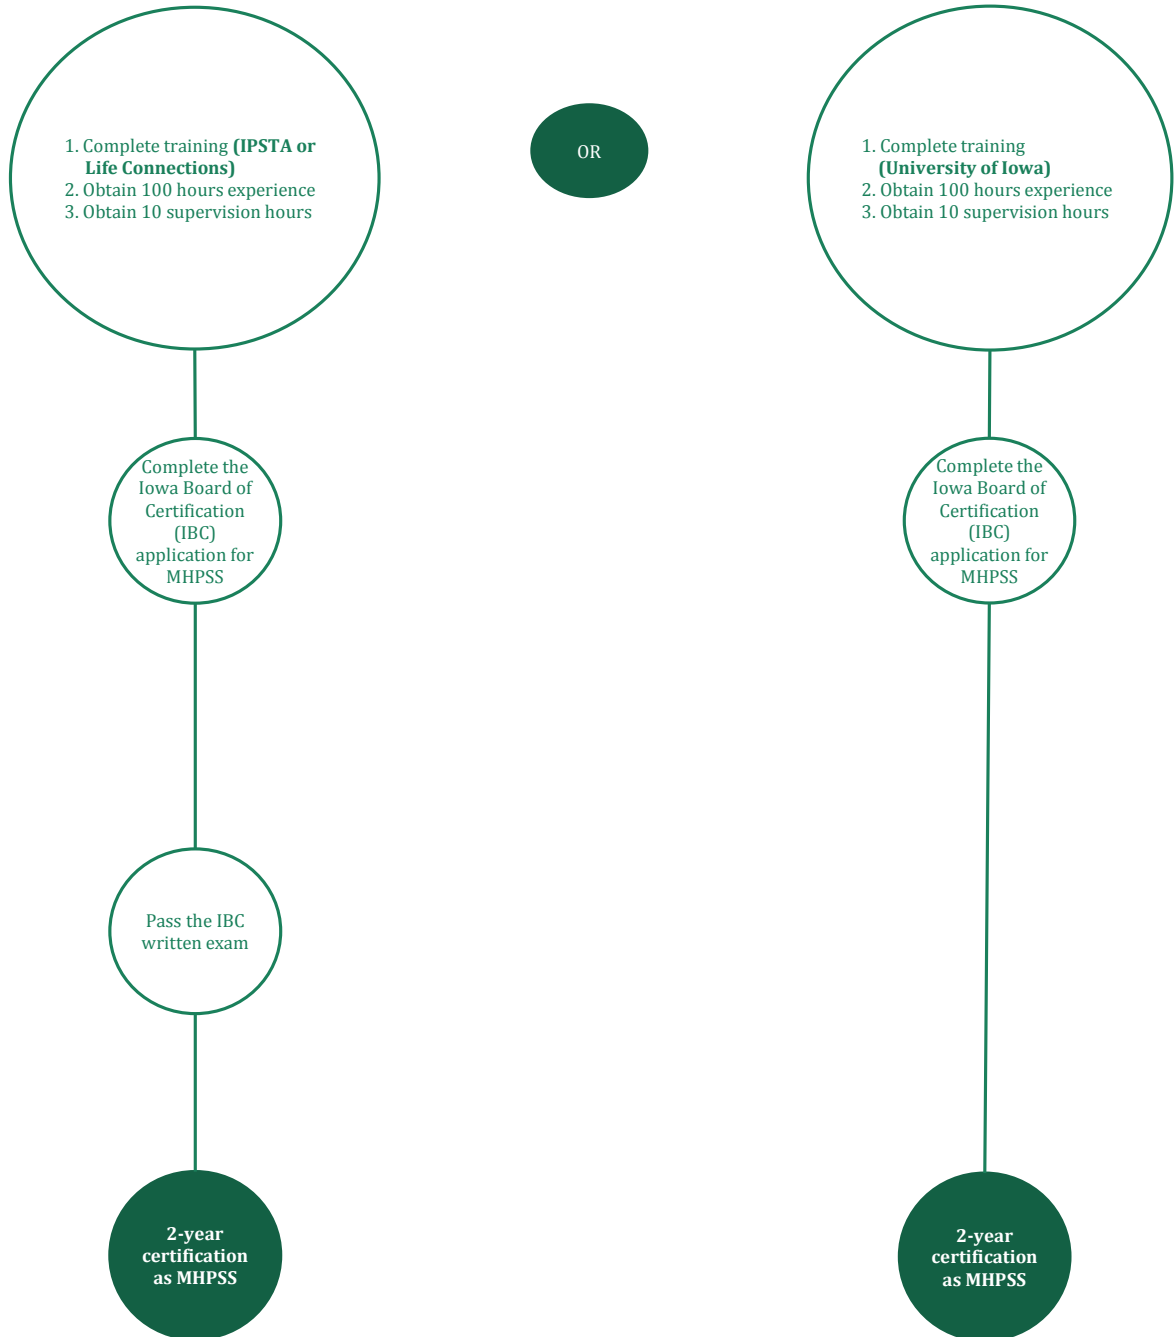 1. Complete training (IPSTA or
Life Connections)
2. Obtain 100 hours experience
3. Obtain 10 supervision hours
OR
1. Complete training
(University of Iowa)
2. Obtain 100 hours experience
3. Obtain 10 supervision hours
Complete the
Iowa Board of
Certification
(IBC)
application for
MHPSS
Complete the
Iowa Board of
Certification
(IBC)
application for
MHPSS
Pass the IBC
written exam
2-year
certification
as MHPSS
2-year
certification
as MHPSS